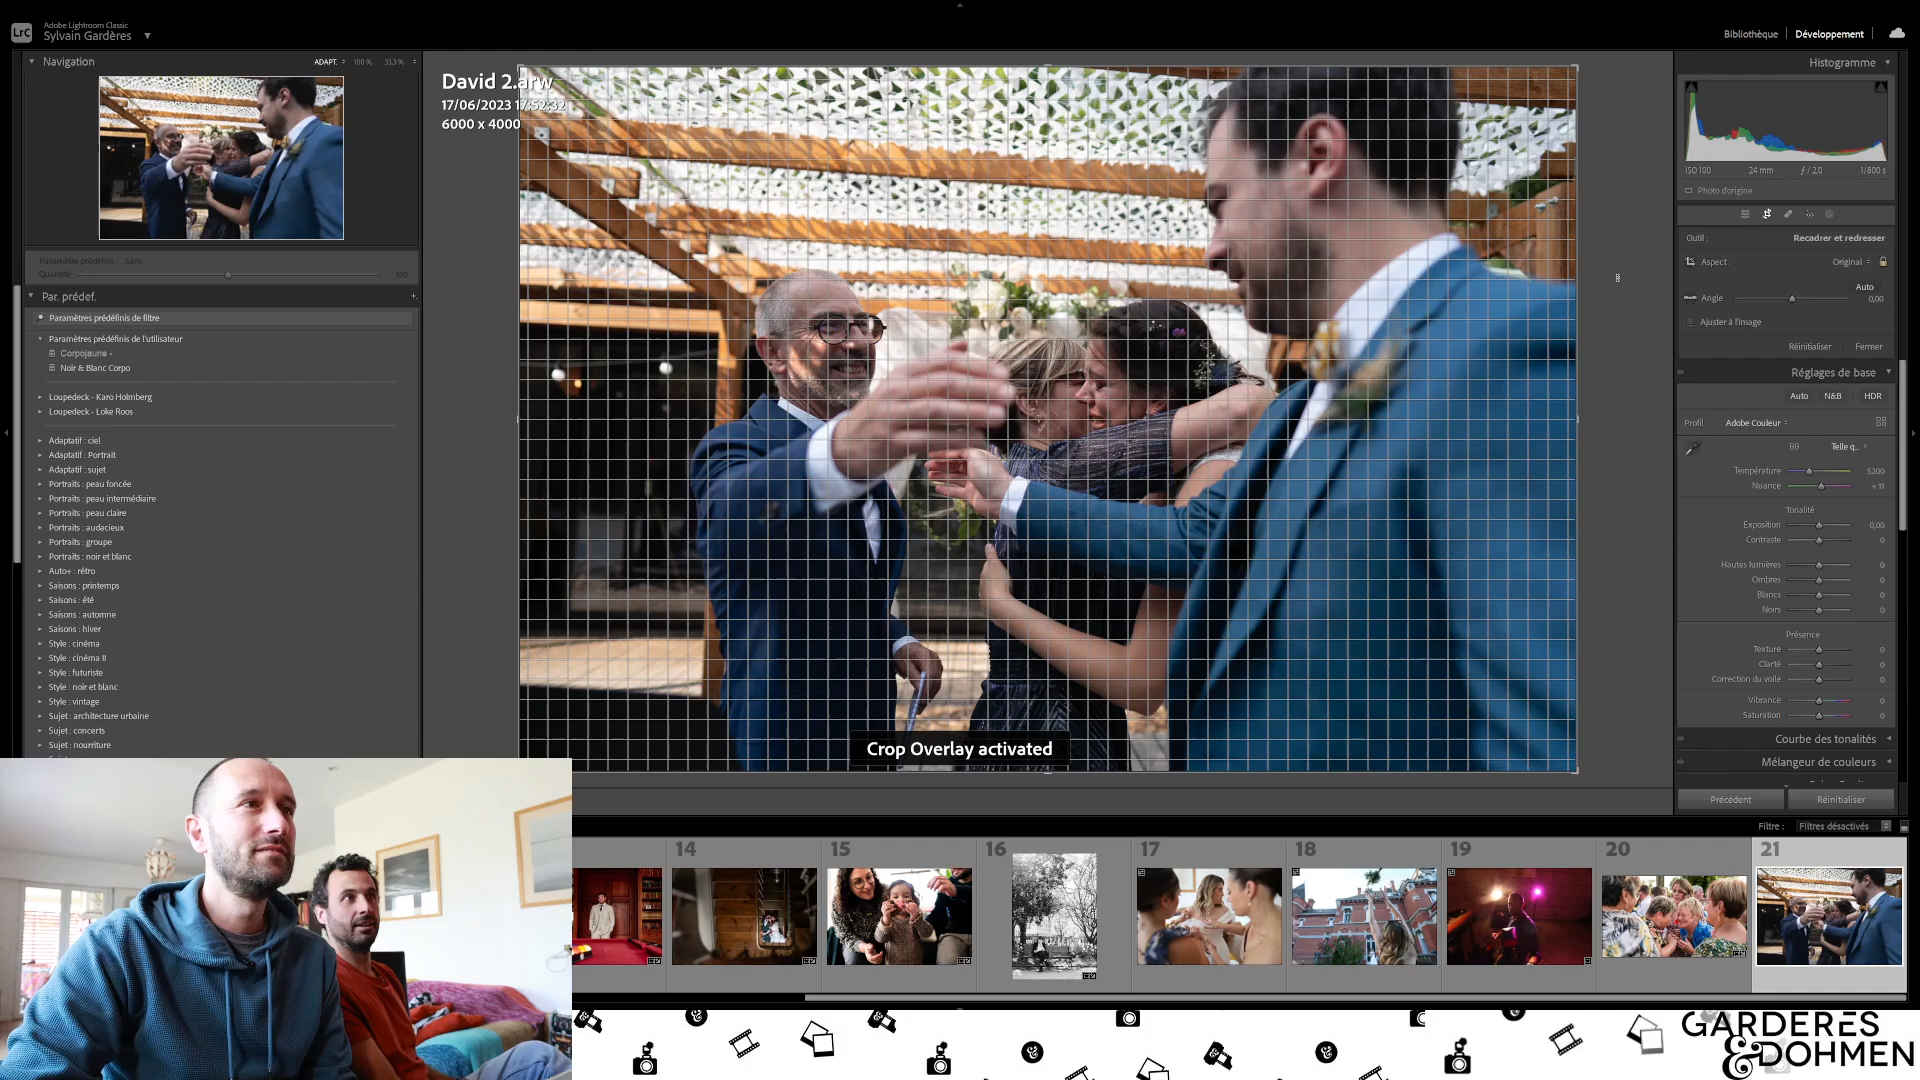 Adobe Lightroom Classic
Sylvain Gardères
LrC
Bibliothèque
Développement
Navigation
ADAPT.
100 %
33,3 %
Paramètre prédéfini : Sans
Quantité
100
Par. prédéf.
Paramètres prédéfinis de filtre
Paramètres prédéfinis de l'utilisateur
Corpojaune -
Noir & Blanc Corpo
Loupedeck - Karo Holmberg
Loupedeck - Loke Roos
Adaptatif : ciel
Adaptatif : Portrait
Adaptatif : sujet
Portraits : peau foncée
Portraits : peau intermédiaire
Portraits : peau claire
Portraits : audacieux
Portraits : groupe
Portraits : noir et blanc
Auto+ : rétro
Saisons : printemps
Saisons : été
Saisons : automne
Saisons : hiver
Style : cinéma
Style : cinéma II
Style : futuriste
Style : noir et blanc
Style : vintage
Sujet : architecture urbaine
Sujet : concerts
Sujet : nourriture
David 2.arw
17/06/2023 17:52:32
6000 x 4000
Crop Overlay activated
Histogramme
ISO 100
24 mm
ƒ / 2,0
1/800 s
Photo d'origine
Outil :
Recadrer et redresser
Aspect :
Original
Auto
Angle
0,00
Ajuster à l'image
Réinitialiser
Fermer
Réglages de base
Auto
N&B
HDR
Profil :
Adobe Couleur
BB :
Telle q...
Température
5200
Nuance
+ 11
Tonalité
Exposition
0,00
Contraste
0
Hautes lumières
0
Ombres
0
Blancs
0
Noirs
0
Présence
Texture
0
Clarté
0
Correction du voile
0
Vibrance
0
Saturation
0
Courbe des tonalités
Mélangeur de couleurs
Précédent
Réinitialiser
Filtre :
Filtres désactivés
14
15
16
17
18
19
20
21
GARDERES
& DOHMEN